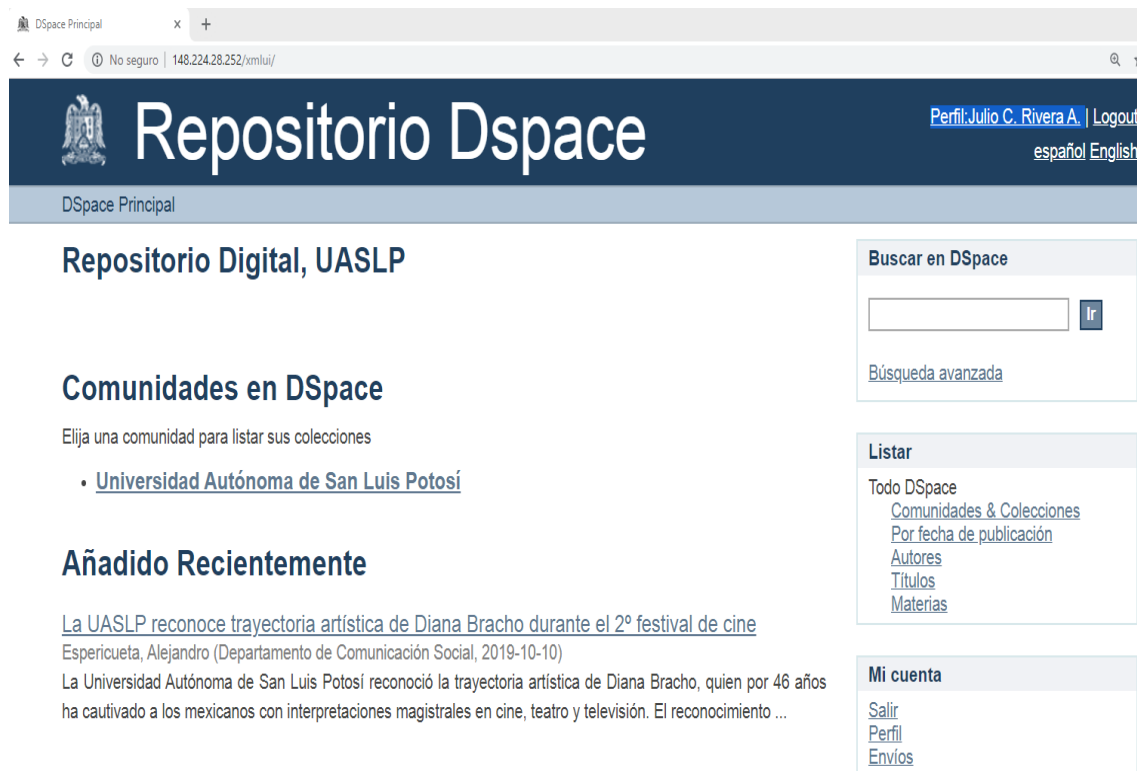 DSpace Principal
No seguro | 148.224.28.252/xmlui/
Repositorio Dspace
Perfil:Julio C. Rivera A. | Logout
español English
DSpace Principal
Repositorio Digital, UASLP
Comunidades en DSpace
Elija una comunidad para listar sus colecciones
• Universidad Autónoma de San Luis Potosí
Añadido Recientemente
La UASLP reconoce trayectoria artística de Diana Bracho durante el 2º festival de cine
Espericueta, Alejandro (Departamento de Comunicación Social, 2019-10-10)
La Universidad Autónoma de San Luis Potosí reconoció la trayectoria artística de Diana Bracho, quien por 46 años
ha cautivado a los mexicanos con interpretaciones magistrales en cine, teatro y televisión. El reconocimiento ...
Buscar en DSpace
Ir
Búsqueda avanzada
Listar
Todo DSpace
Comunidades & Colecciones
Por fecha de publicación
Autores
Títulos
Materias
Mi cuenta
Salir
Perfil
Envíos